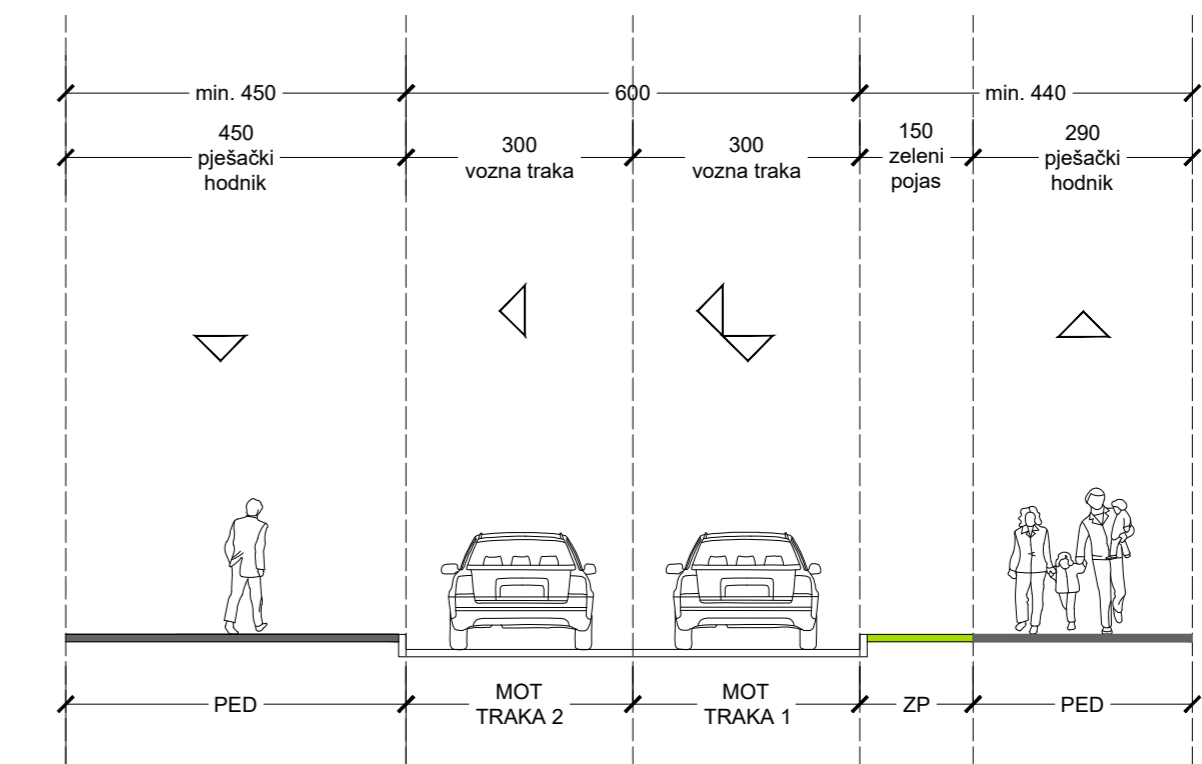 min. 450
600
min. 440
450
pješački
hodnik
300
vozna traka
300
vozna traka
150
zeleni
pojas
290
pješački
hodnik
PED
MOT
TRAKA 2
MOT
TRAKA 1
ZP
PED